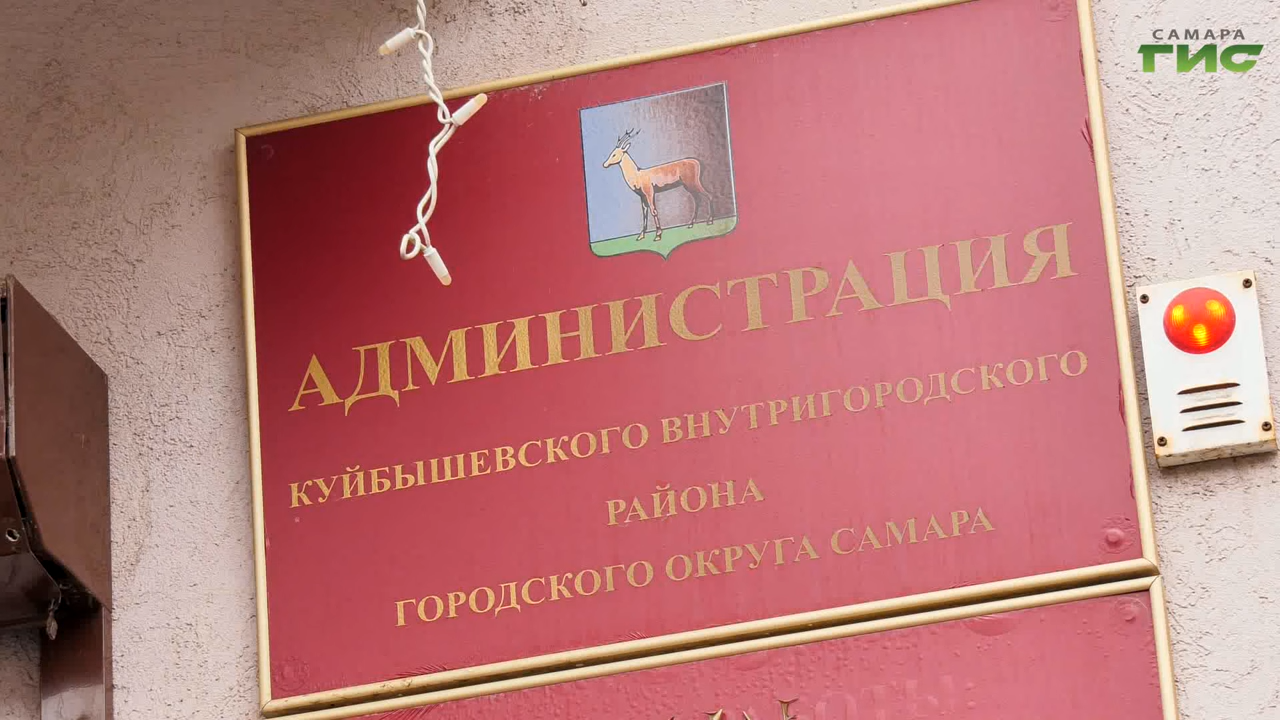 САМАРА
ГИС
АДМИНИСТРАЦИЯ
КУЙБЫШЕВСКОГО ВНУТРИГОРОДСКОГО
РАЙОНА
ГОРОДСКОГО ОКРУГА САМАРА